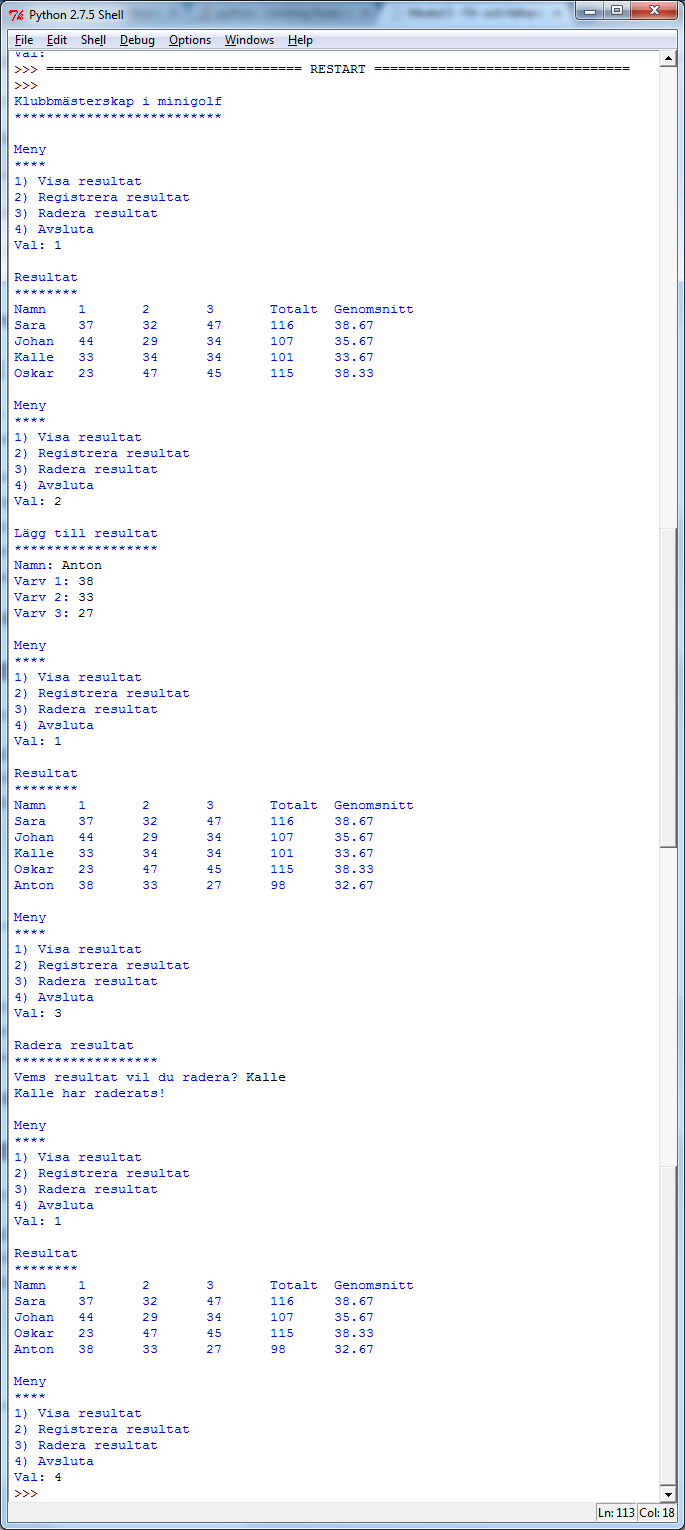 Python 2.7.5 Shell
File Edit Shell Debug Options Windows Help
Val:
>>> ================================ RESTART ================================
>>>
Klubbmästerskap i minigolf
**************************
Meny
****
1) Visa resultat
2) Registrera resultat
3) Radera resultat
4) Avsluta
Val: 1
Resultat
********
Namn 1 2 3 Totalt Genomsnitt
Sara 37 32 47 116 38.67
Johan 44 29 34 107 35.67
Kalle 33 34 34 101 33.67
Oskar 23 47 45 115 38.33
Meny
****
1) Visa resultat
2) Registrera resultat
3) Radera resultat
4) Avsluta
Val: 2
Lägg till resultat
******************
Namn: Anton
Varv 1: 38
Varv 2: 33
Varv 3: 27
Meny
****
1) Visa resultat
2) Registrera resultat
3) Radera resultat
4) Avsluta
Val: 1
Resultat
********
Namn 1 2 3 Totalt Genomsnitt
Sara 37 32 47 116 38.67
Johan 44 29 34 107 35.67
Kalle 33 34 34 101 33.67
Oskar 23 47 45 115 38.33
Anton 38 33 27 98 32.67
Meny
****
1) Visa resultat
2) Registrera resultat
3) Radera resultat
4) Avsluta
Val: 3
Radera resultat
******************
Vems resultat vil du radera? Kalle
Kalle har raderats!
Meny
****
1) Visa resultat
2) Registrera resultat
3) Radera resultat
4) Avsluta
Val: 1
Resultat
********
Namn 1 2 3 Totalt Genomsnitt
Sara 37 32 47 116 38.67
Johan 44 29 34 107 35.67
Oskar 23 47 45 115 38.33
Anton 38 33 27 98 32.67
Meny
****
1) Visa resultat
2) Registrera resultat
3) Radera resultat
4) Avsluta
Val: 4
>>>
Ln: 113 Col: 18